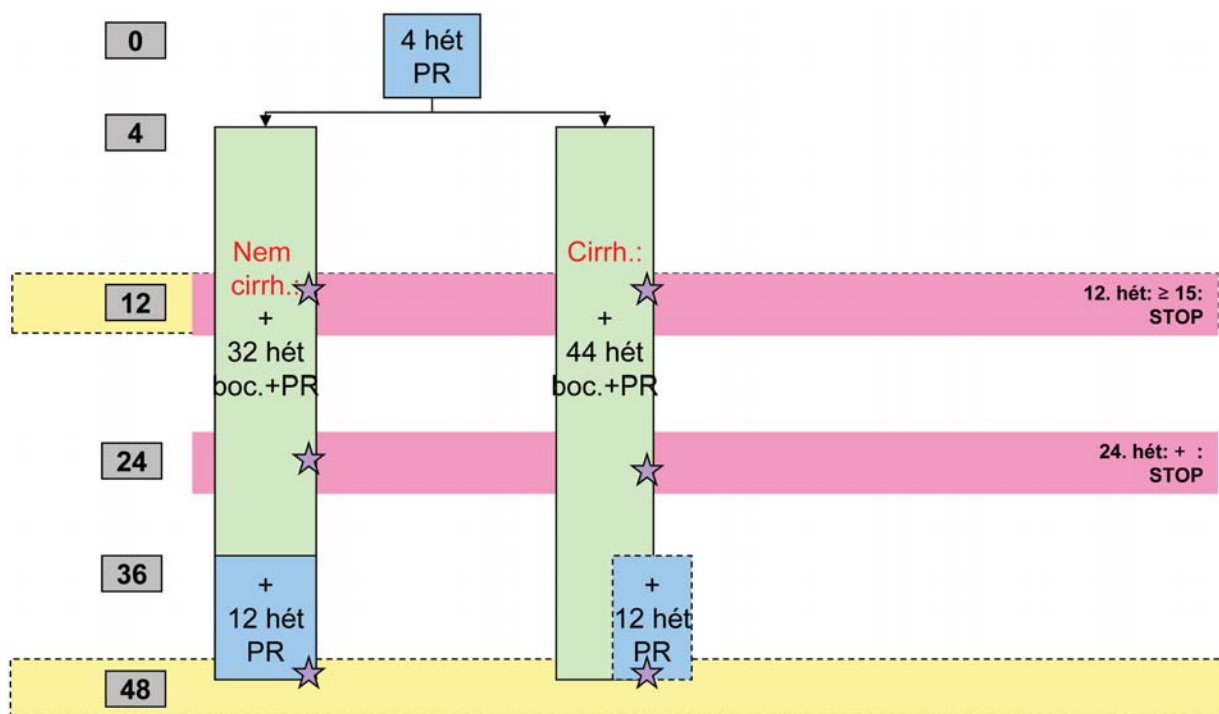 0
4 hét
PR
4
Nem
cirrh.:
+
32 hét
boc.+PR
Cirrh.:
+
44 hét
boc.+PR
12
12. hét: ≥ 15:
STOP
24
24. hét: + :
STOP
36
+
12 hét
PR
+
12 hét
PR
48